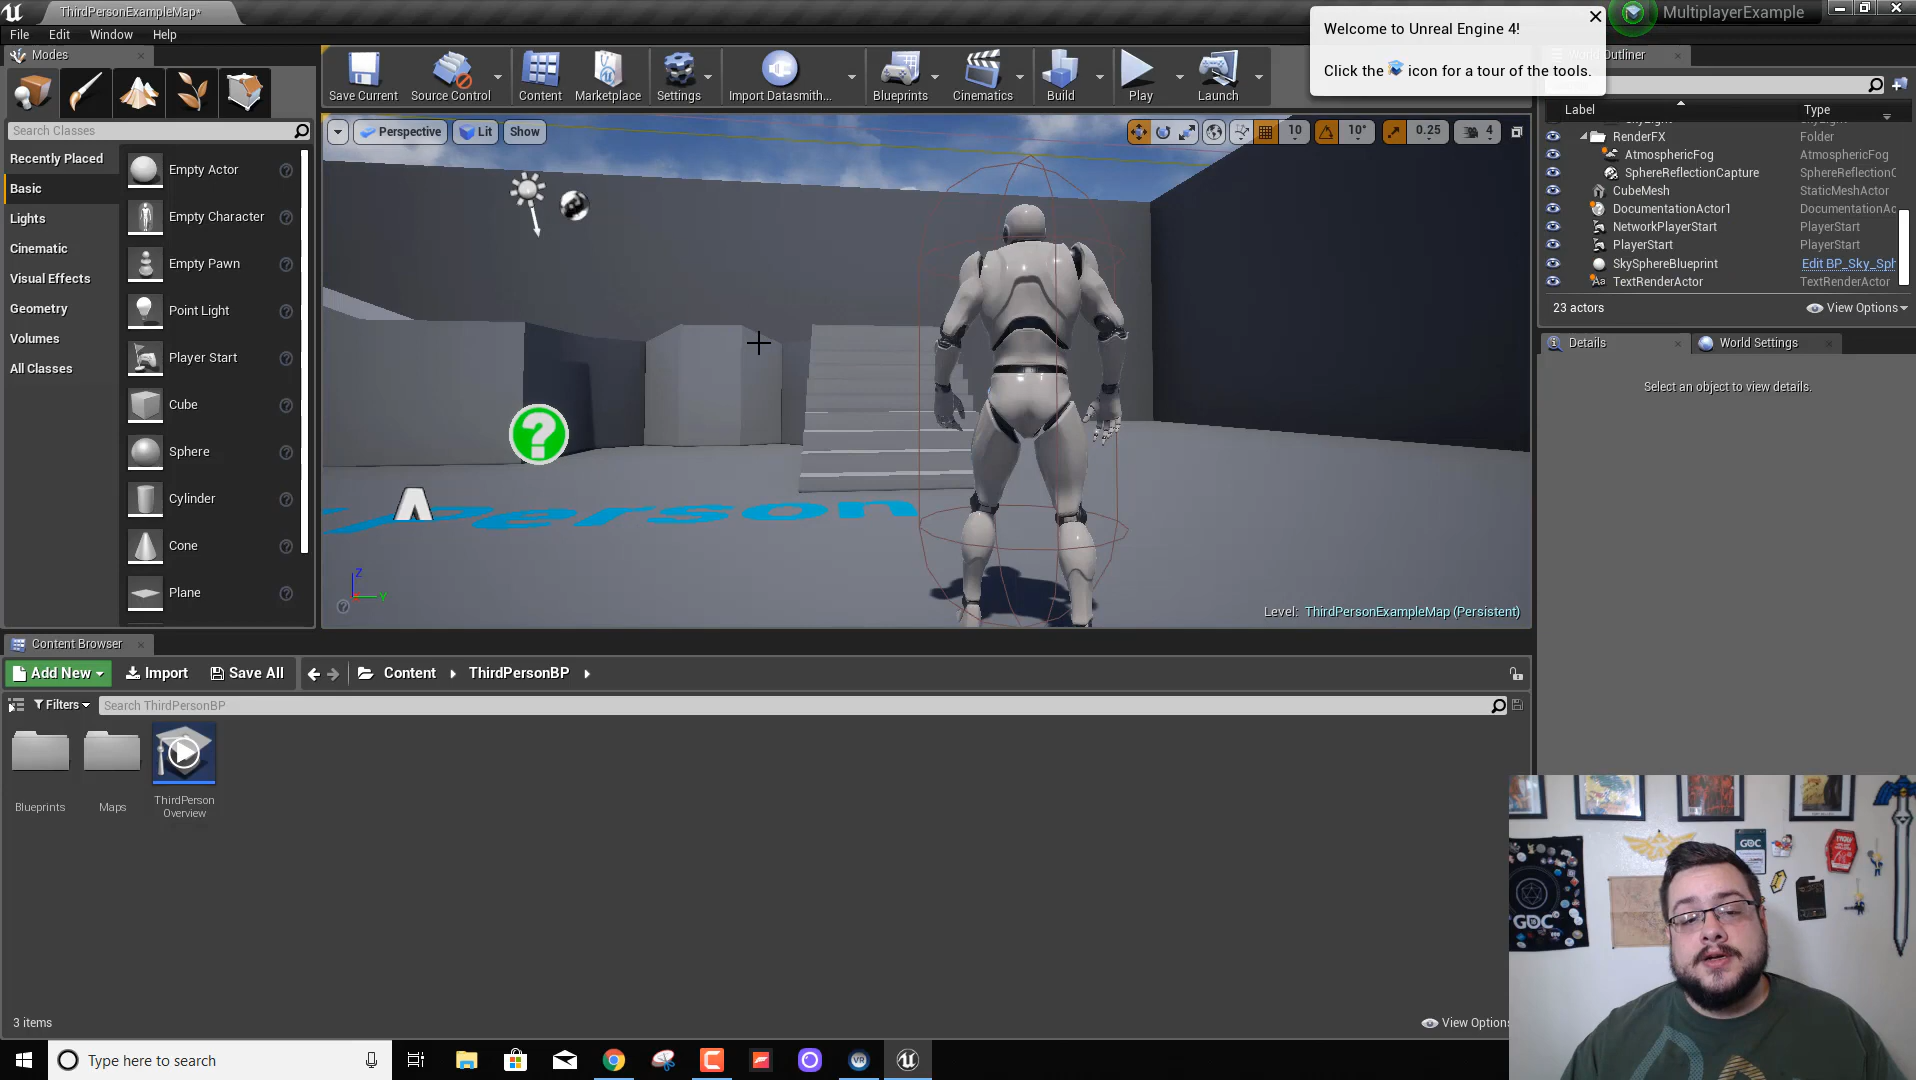 ThirdPersonExampleMap*
MultiplayerExample
File Edit Window Help
Welcome to Unreal Engine 4!
Click the icon for a tour of the tools.
Modes
Search Classes
Recently Placed
Basic
Lights
Cinematic
Visual Effects
Geometry
Volumes
All Classes
Empty Actor
Empty Character
Empty Pawn
Point Light
Player Start
Cube
Sphere
Cylinder
Cone
Plane
Save Current
Source Control
Content
Marketplace
Settings
Import Datasmith...
Blueprints
Cinematics
Build
Play
Launch
Perspective
Lit
Show
10
10°
0.25
4
Person
Z
Y
Level: ThirdPersonExampleMap (Persistent)
World Outliner
Label Type
RenderFX Folder
AtmosphericFog AtmosphericFog
SphereReflectionCapture SphereReflectionC
CubeMesh StaticMeshActor
DocumentationActor1 DocumentationAc
NetworkPlayerStart PlayerStart
PlayerStart PlayerStart
SkySphereBlueprint Edit BP_Sky_Sph
TextRenderActor TextRenderActor
23 actors
View Options
Details
World Settings
Select an object to view details.
Content Browser
Add New
Import
Save All
Content
ThirdPersonBP
Filters
Search ThirdPersonBP
Blueprints
Maps
ThirdPerson
Overview
3 items
View Options
GDC
GDC
Type here to search
VR